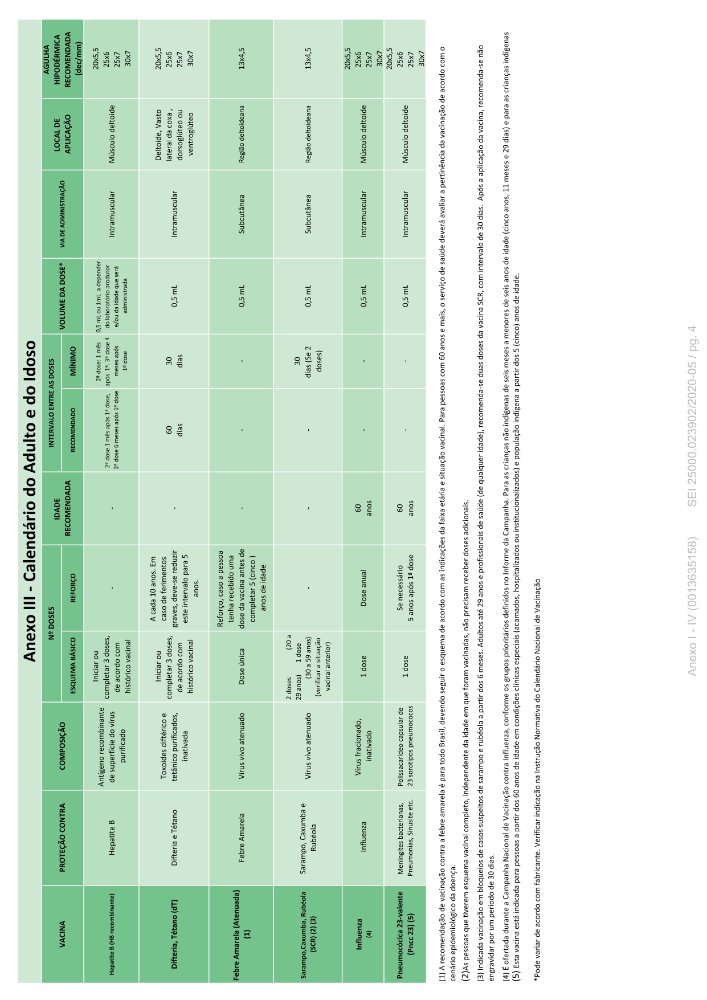 Anexo III - Calendário do Adulto e do Idoso
VACINA
PROTEÇÃO CONTRA
COMPOSIÇÃO
Nº DOSES
ESQUEMA BÁSICO
REFORÇO
IDADE
RECOMENDADA
INTERVALO ENTRE AS DOSES
RECOMENDADO
MÍNIMO
VOLUME DA DOSE*
VIA DE ADMINISTRAÇÃO
LOCAL DE
APLICAÇÃO
AGULHA
HIPODÉRMICA
RECOMENDADA
(dec/mm)
Hepatite B (HB recombinante)
Hepatite B
Antígeno recombinante
de superfície do vírus
purificado
Iniciar ou
completar 3 doses,
de acordo com
histórico vacinal
-
-
2ª dose 1 mês após 1ª dose,
3ª dose 6 meses após 1ª dose
2ª dose: 1 mês
após 1ª. 3ª dose 4
meses após
1ª dose
0,5 mL ou 1mL a depender
do laboratório produtor
e/ou da idade que será
administrada
Intramuscular
Músculo deltoide
20x5,5
25x6
25x7
30x7
Difteria, Tétano (dT)
Difteria e Tétano
Toxoides diftérico e
tetânico purificados,
inativada
Iniciar ou
completar 3 doses,
de acordo com
histórico vacinal
A cada 10 anos. Em
caso de ferimentos
graves, deve-se reduzir
este intervalo para 5
anos.
-
60
dias
30
dias
0,5 mL
Intramuscular
Deltoide, Vasto
lateral da coxa ,
dorsoglúteo ou
ventroglúteo
20x5,5
25x6
25x7
30x7
Febre Amarela (Atenuada)
(1)
Febre Amarela
Vírus vivo atenuado
Dose única
Reforço, caso a pessoa
tenha recebido uma
dose da vacina antes de
completar 5 (cinco )
anos de idade
-
-
-
0,5 mL
Subcutânea
Região deltoideana
13x4,5
Sarampo,Caxumba, Rubéola
(SCR) (2) (3)
Sarampo, Caxumba e
Rubéola
Vírus vivo atenuado
2 doses (20 a
29 anos) 1 dose
(30 a 59 anos)
(verificar a situação
vacinal anterior)
-
-
-
30
dias (Se 2
doses)
0,5 mL
Subcutânea
Região deltoideana
13x4,5
Influenza
(4)
Influenza
Vírus fracionado,
inativado
1 dose
Dose anual
60
anos
-
-
0,5 mL
Intramuscular
Músculo deltoide
20x5,5
25x6
25x7
30x7
Pneumocócica 23-valente
(Pncc 23) (5)
Meningites bacterianas,
Pneumonias, Sinusite etc.
Polissacarídeo capsular de
23 sorotipos pneumococos
1 dose
Se necessário
5 anos após 1ª dose
60
anos
-
-
0,5 mL
Intramuscular
Músculo deltoide
20x5,5
25x6
25x7
30x7
(1) A recomendação de vacinação contra a febre amarela é para todo Brasil, devendo seguir o esquema de acordo com as indicações da faixa etária e situação vacinal. Para pessoas com 60 anos e mais, o serviço de saúde deverá avaliar a pertinência da vacinação de acordo com o
cenário epidemiológico da doença.
(2)As pessoas que tiverem esquema vacinal completo, independente da idade em que foram vacinadas, não precisam receber doses adicionais.
(3) Indicada vacinação em bloqueios de casos suspeitos de sarampo e rubéola a partir dos 6 meses. Adultos até 29 anos e profissionais de saúde (de qualquer idade), recomenda-se duas doses da vacina SCR, com intervalo de 30 dias. Após a aplicação da vacina, recomenda-se não
engravidar por um período de 30 dias.
(4) É ofertada durante a Campanha Nacional de Vacinação contra Influenza, conforme os grupos prioritários definidos no Informe da Campanha. Para as crianças não indígenas de seis meses a menores de seis anos de idade (cinco anos, 11 meses e 29 dias) e para as crianças indígenas
(5) Esta vacina está indicada para pessoas a partir dos 60 anos de idade em condições clínicas especiais (acamados, hospitalizados ou institucionalizados) e população indígena a partir dos 5 (cinco) anos de idade.
*Pode variar de acordo com fabricante. Verificar indicação na Instrução Normativa do Calendário Nacional de Vacinação
Anexo I - IV (0013635158) SEI 25000.023902/2020-05 / pg. 4